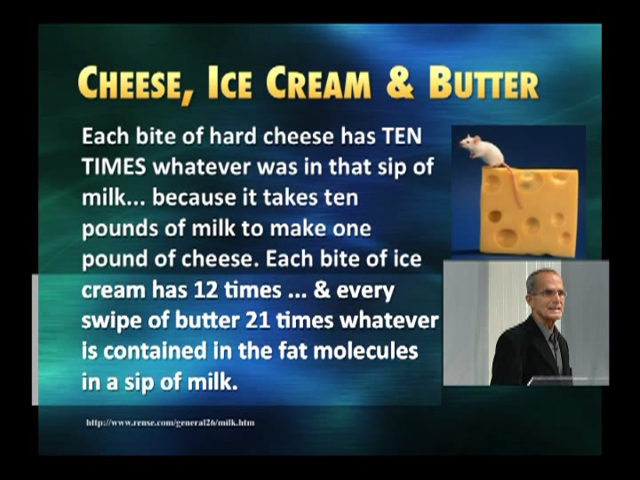 CHEESE, ICE CREAM & BUTTER
Each bite of hard cheese has TEN
TIMES whatever was in that sip of
milk... because it takes ten
pounds of milk to make one
pound of cheese. Each bite of ice
cream has 12 times ... & every
swipe of butter 21 times whatever
is contained in the fat molecules
in a sip of milk.
http://www.rense.com/general26/milk.htm